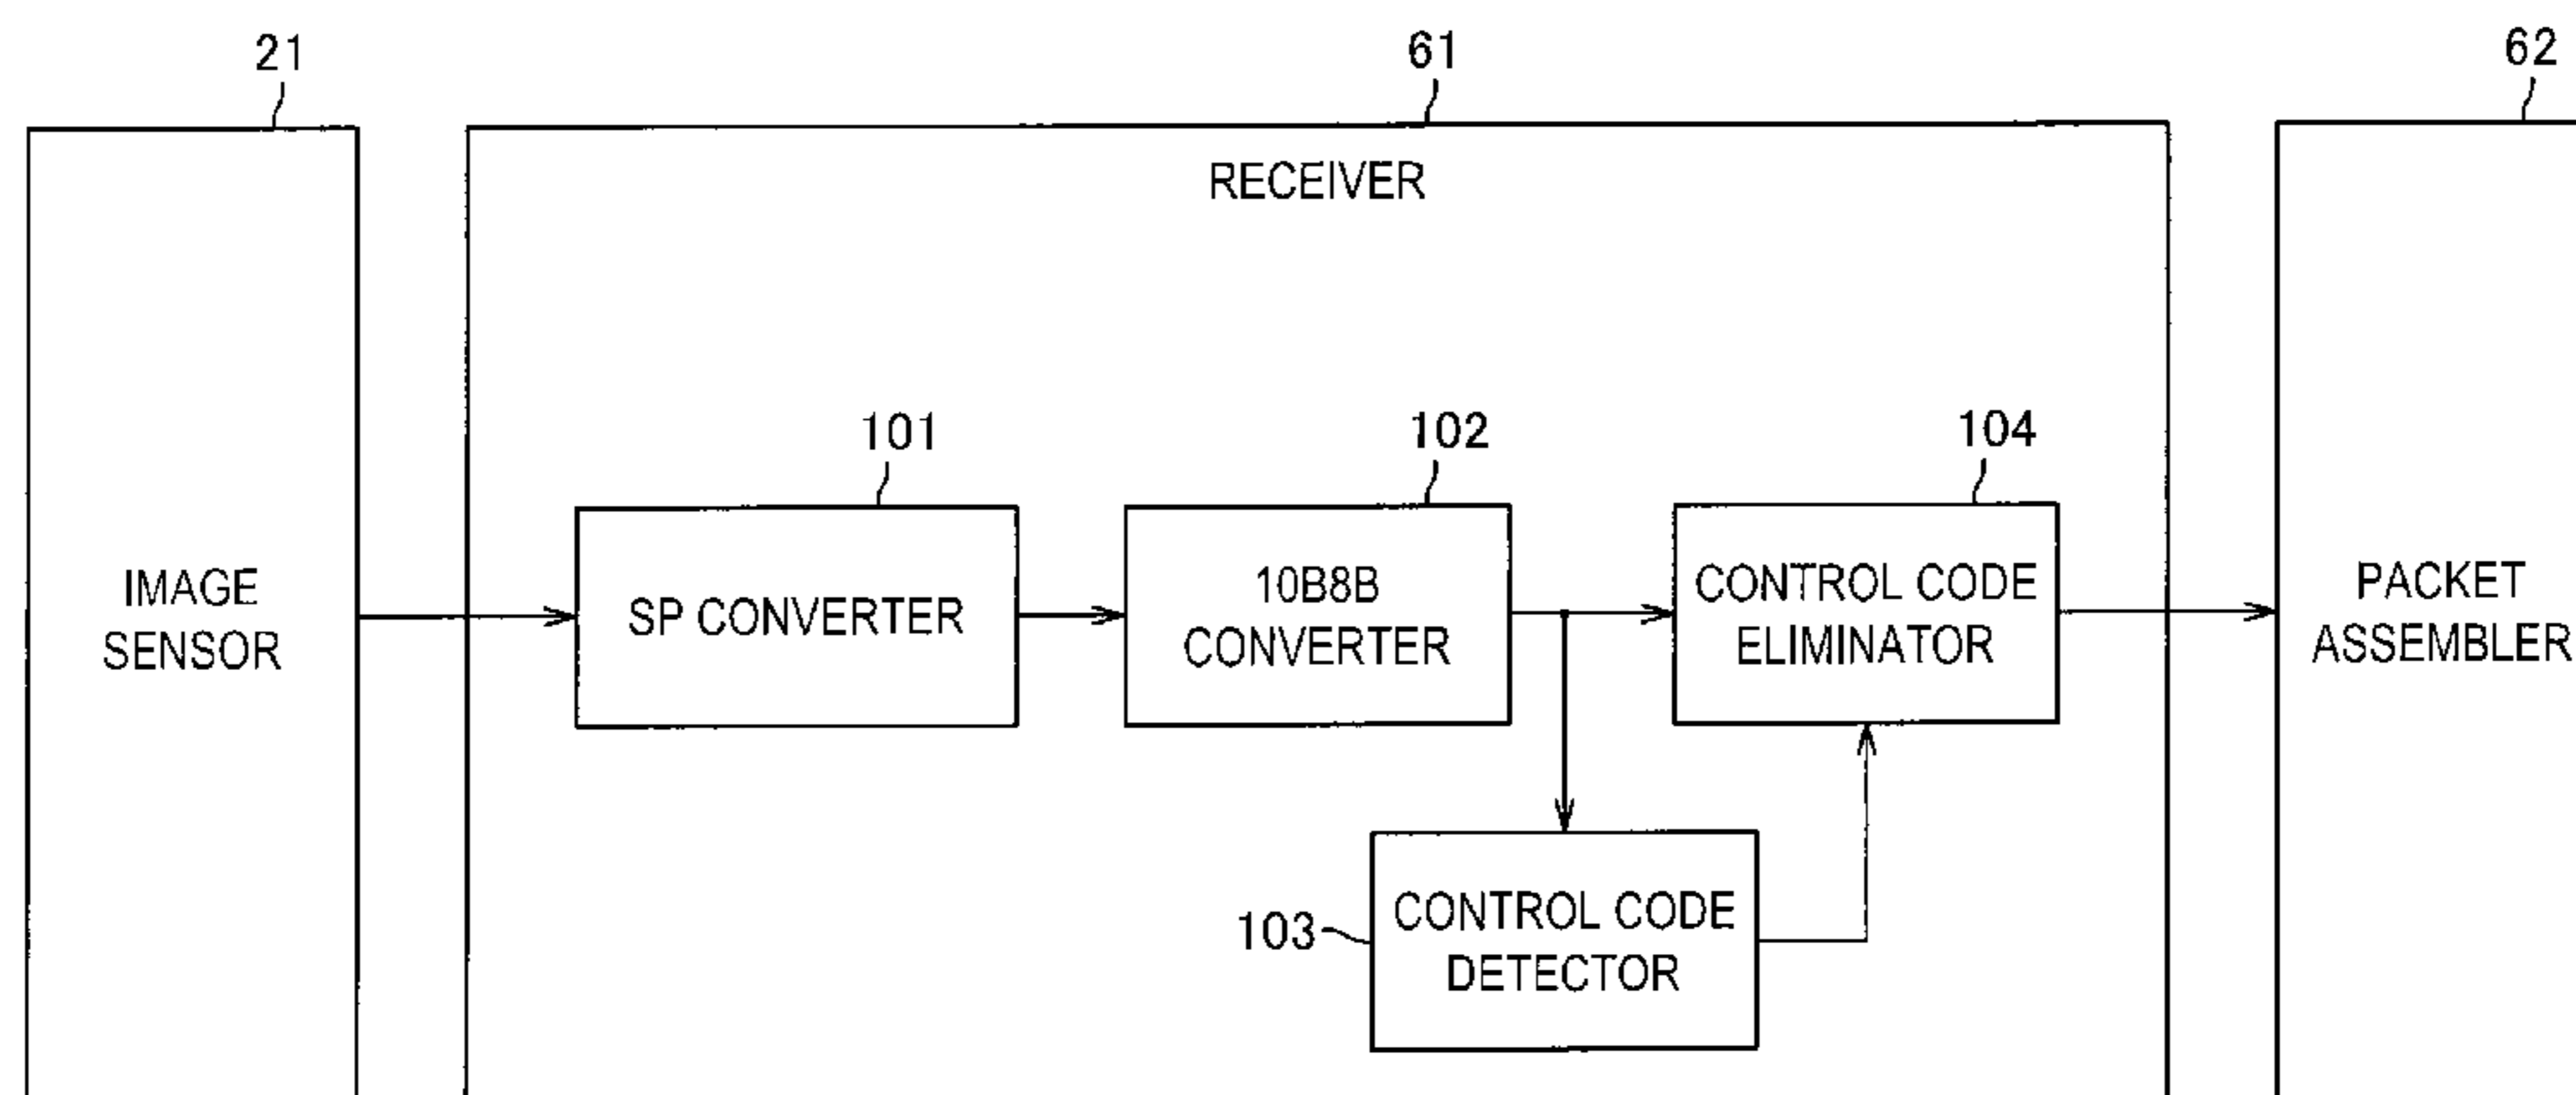 21
61
62
RECEIVER
101
102
104
IMAGE
SENSOR
SP CONVERTER
10B8B
CONVERTER
CONTROL CODE
ELIMINATOR
PACKET
ASSEMBLER
103
CONTROL CODE
DETECTOR